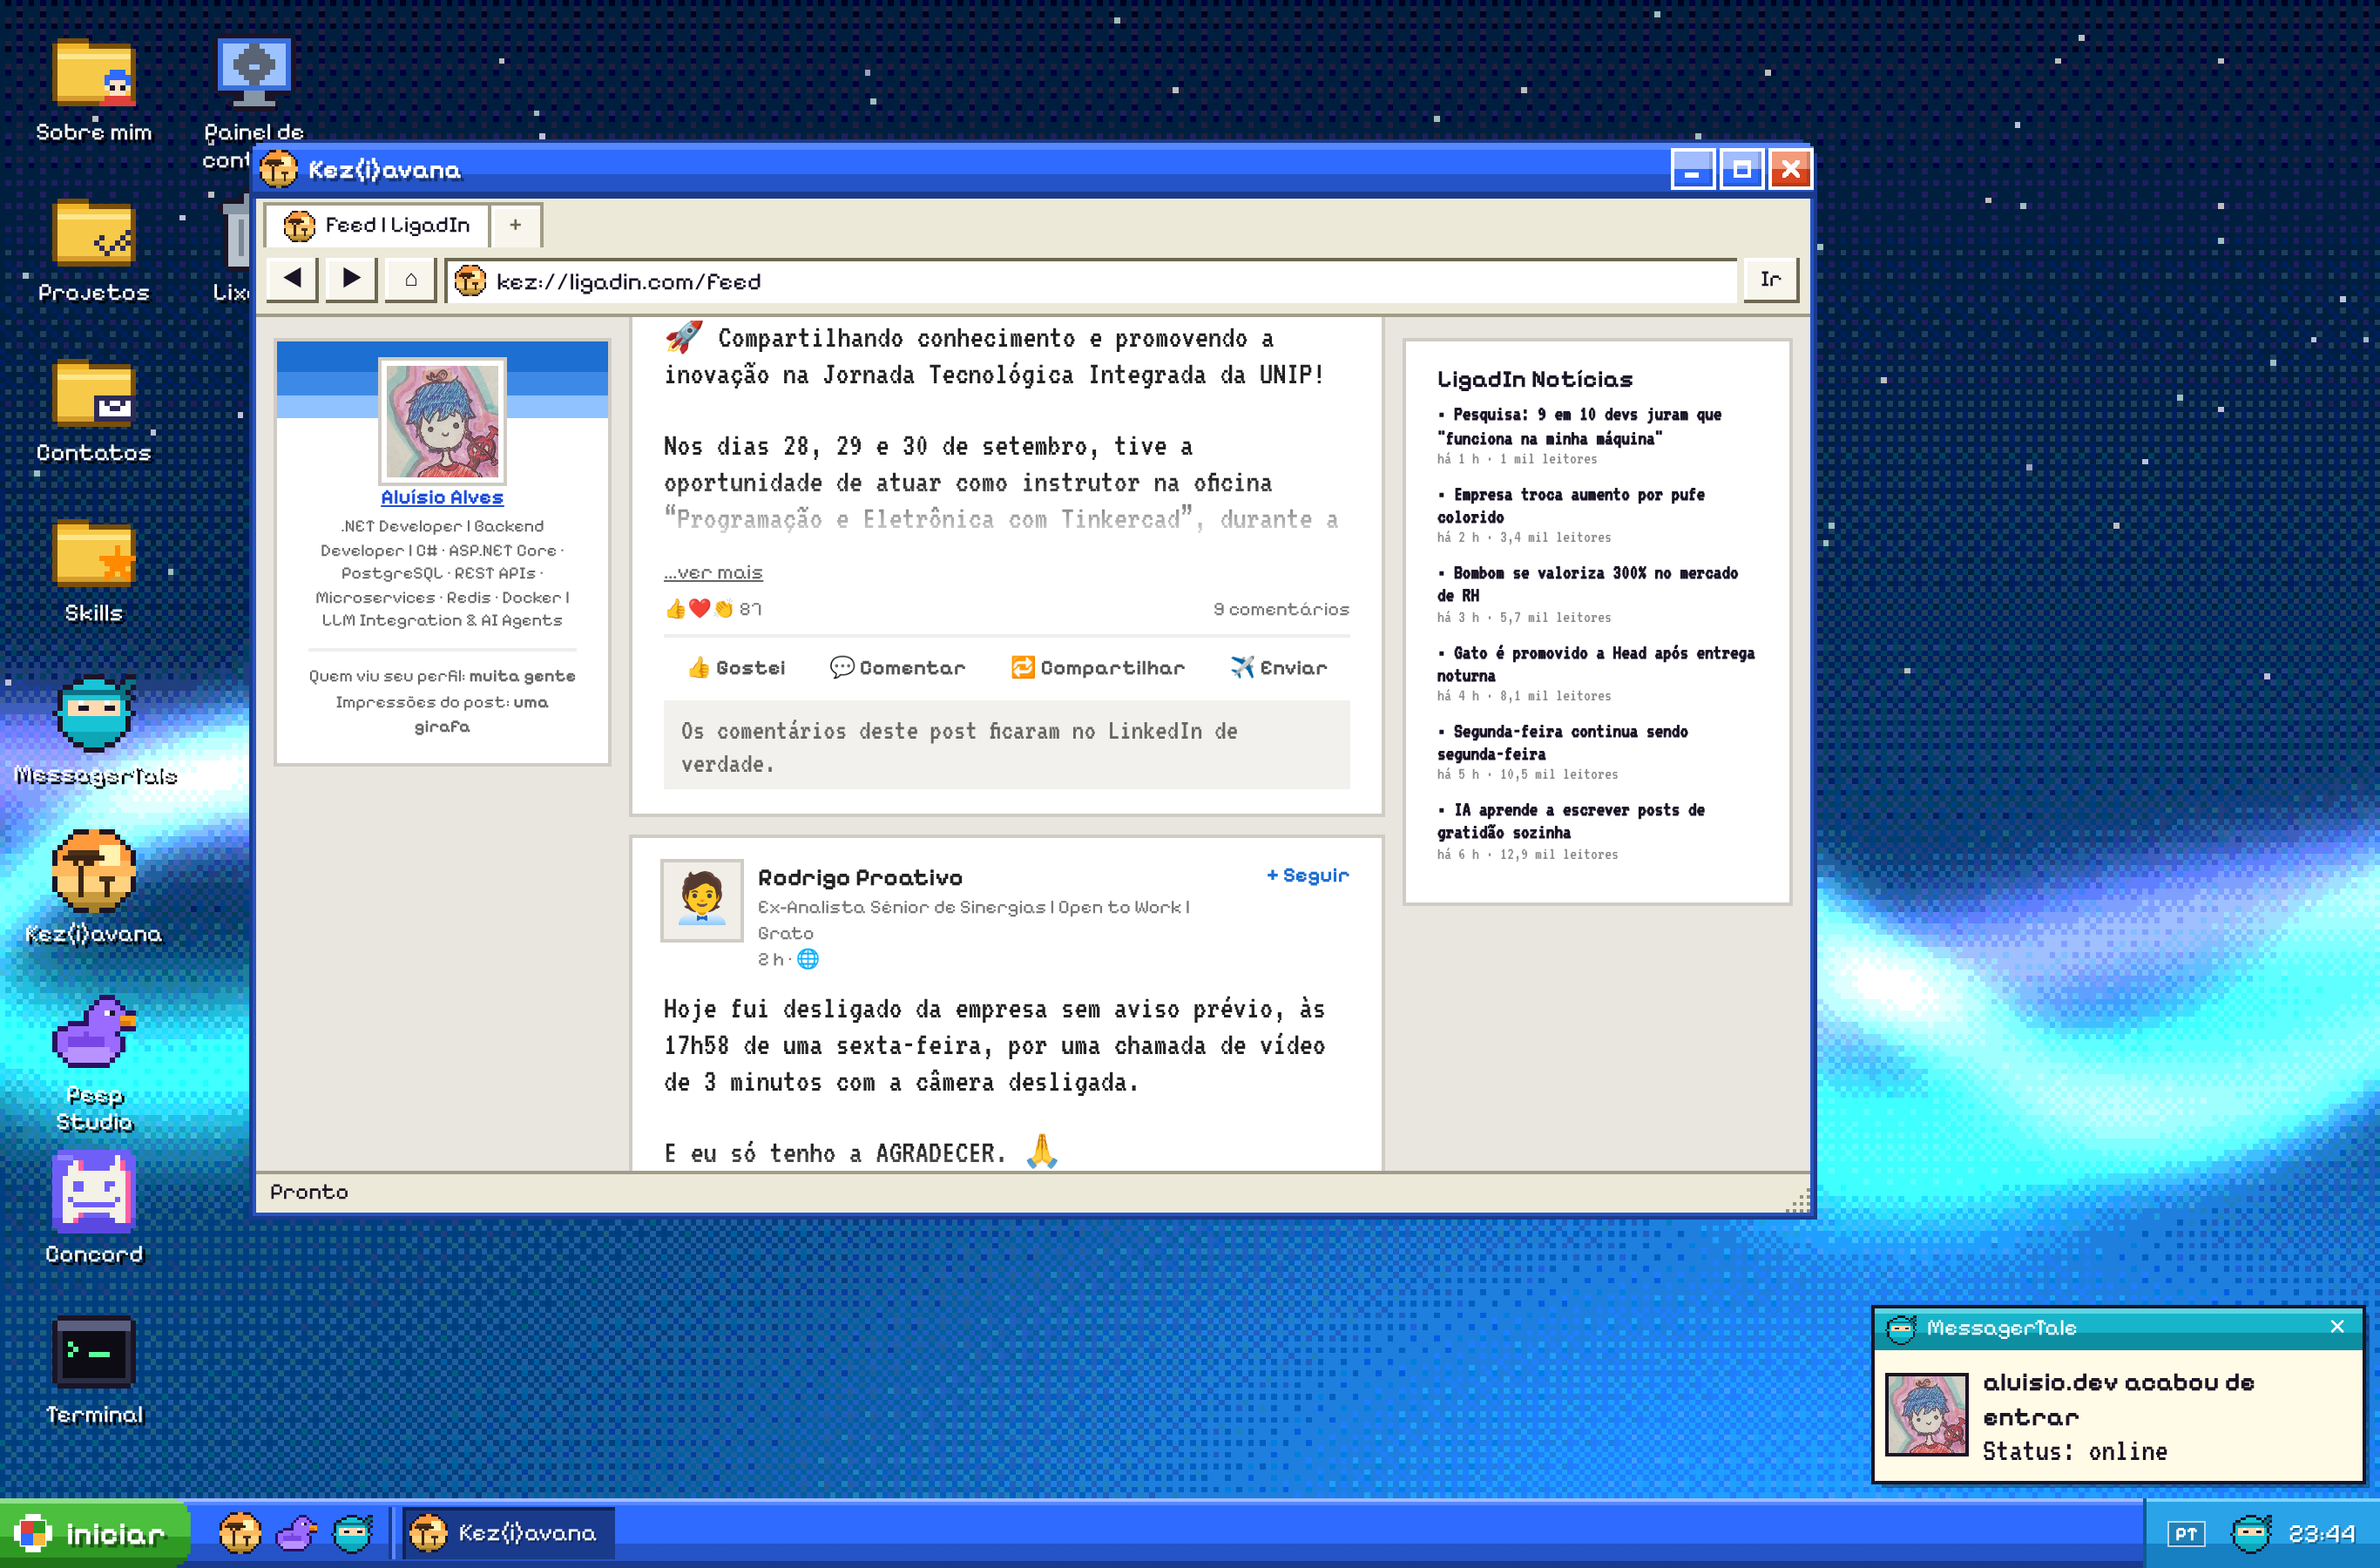 Sobre mim
Painel de
cont
Projetos
Lix
Contatos
Skills
MessagerTale
Kez(i)avana
Peep
Studio
Concord
Terminal
Kez(i)avana
Feed | LigadIn
+
kez://ligadin.com/feed
Ir
Aluísio Alves
.NET Developer | Backend
Developer | C# · ASP.NET Core ·
PostgreSQL · REST APIs ·
Microservices · Redis · Docker |
LLM Integration & AI Agents
Quem viu seu perfil: muita gente
Impressões do post: uma
girafa
🚀 Compartilhando conhecimento e promovendo a
inovação na Jornada Tecnológica Integrada da UNIP!
Nos dias 28, 29 e 30 de setembro, tive a
oportunidade de atuar como instrutor na oficina
“Programação e Eletrônica com Tinkercad”, durante a
...ver mais
👍❤️👏 87
9 comentários
👍 Gostei
💬 Comentar
🔁 Compartilhar
✈️ Enviar
Os comentários deste post ficaram no LinkedIn de
verdade.
Rodrigo Proativo
+ Seguir
Ex-Analista Sênior de Sinergias | Open to Work |
Grato
2 h · 🌐
Hoje fui desligado da empresa sem aviso prévio, às
17h58 de uma sexta-feira, por uma chamada de vídeo
de 3 minutos com a câmera desligada.
E eu só tenho a AGRADECER. 🙏
LigadIn Notícias
▪ Pesquisa: 9 em 10 devs juram que
"funciona na minha máquina"
há 1 h · 1 mil leitores
▪ Empresa troca aumento por pufe
colorido
há 2 h · 3,4 mil leitores
▪ Bombom se valoriza 300% no mercado
de RH
há 3 h · 5,7 mil leitores
▪ Gato é promovido a Head após entrega
noturna
há 4 h · 8,1 mil leitores
▪ Segunda-feira continua sendo
segunda-feira
há 5 h · 10,5 mil leitores
▪ IA aprende a escrever posts de
gratidão sozinha
há 6 h · 12,9 mil leitores
Pronto
MessagerTale
aluisio.dev acabou de
entrar
Status: online
iniciar
Kez(i)avana
PT
23:44